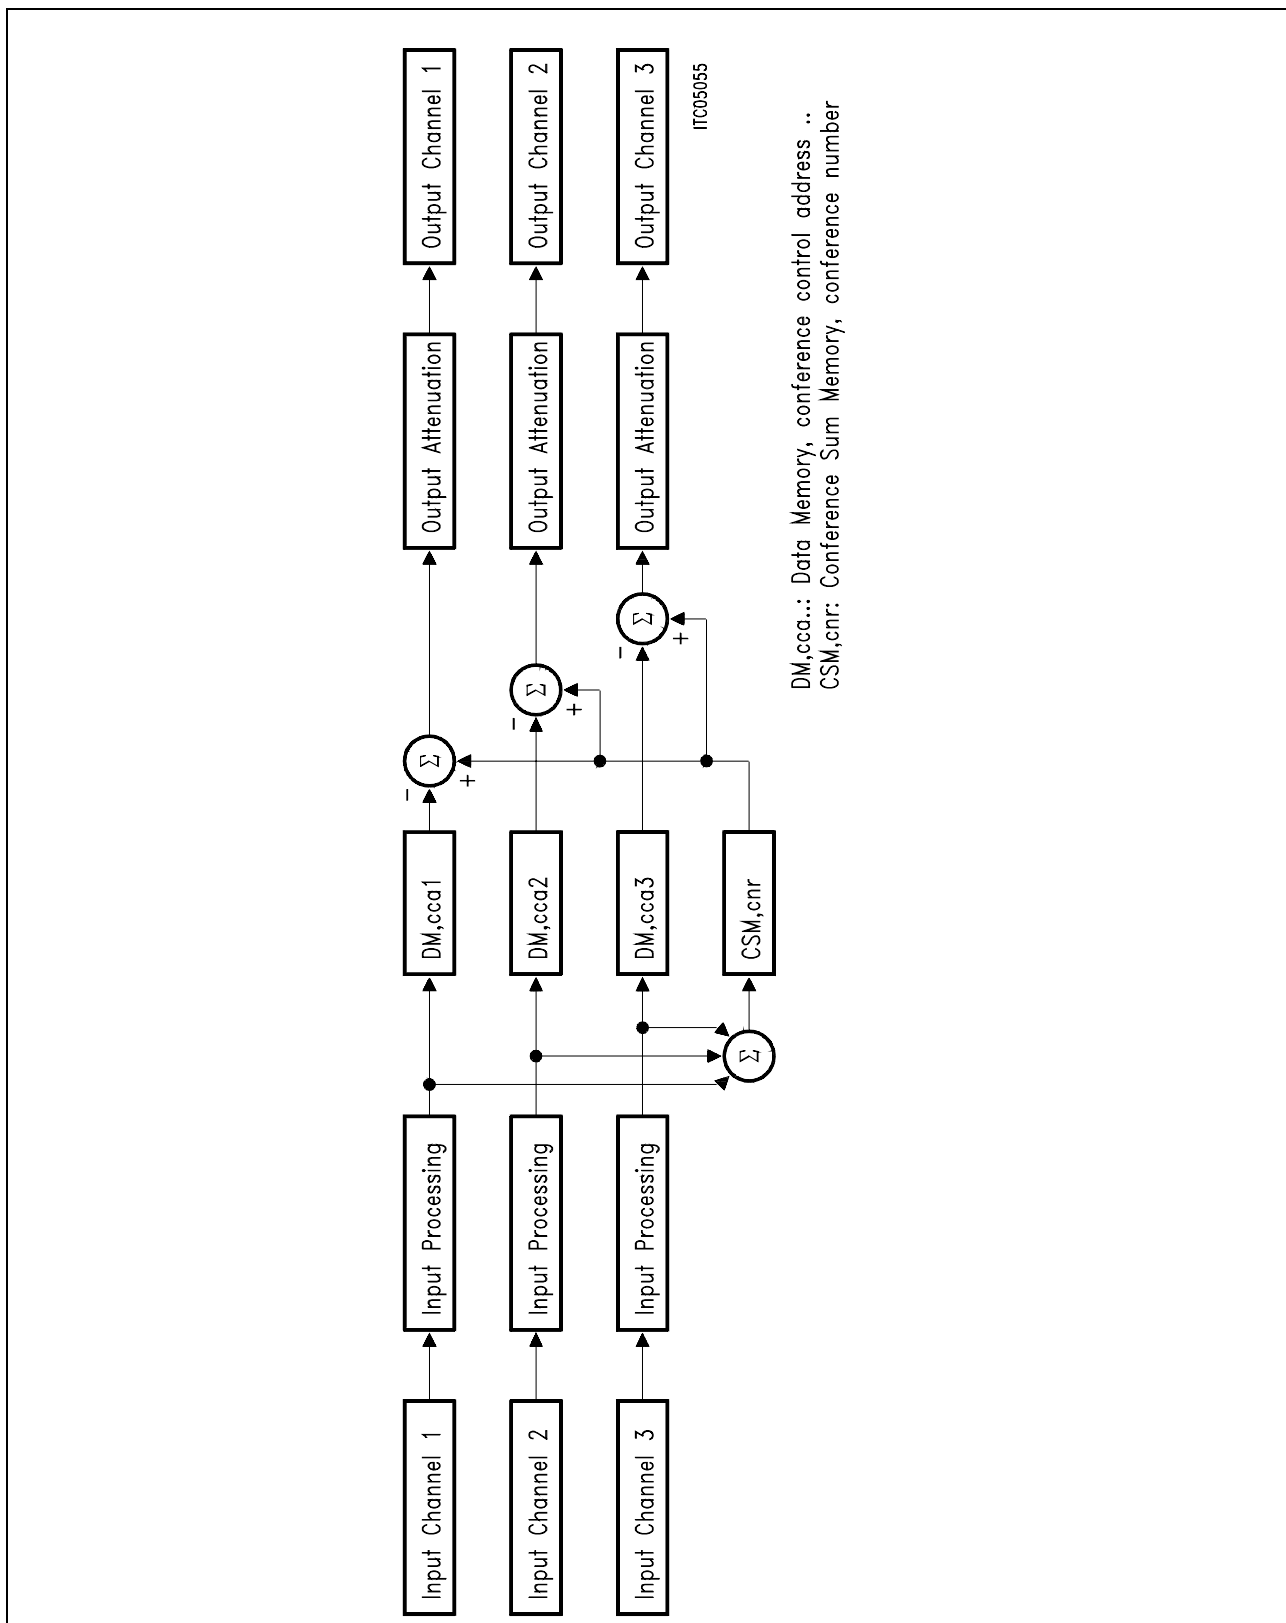 Input Channel 1
Input Processing
DM,cca1
-
+
Σ
Output Attenuation
Output Channel 1
Input Channel 2
Input Processing
DM,cca2
-
+
Σ
Output Attenuation
Output Channel 2
Input Channel 3
Input Processing
DM,cca3
-
+
Σ
Output Attenuation
Output Channel 3
Σ
CSM,cnr
ITC05055
DM,cca..: Data Memory, conference control address ..
CSM,cnr: Conference Sum Memory, conference number